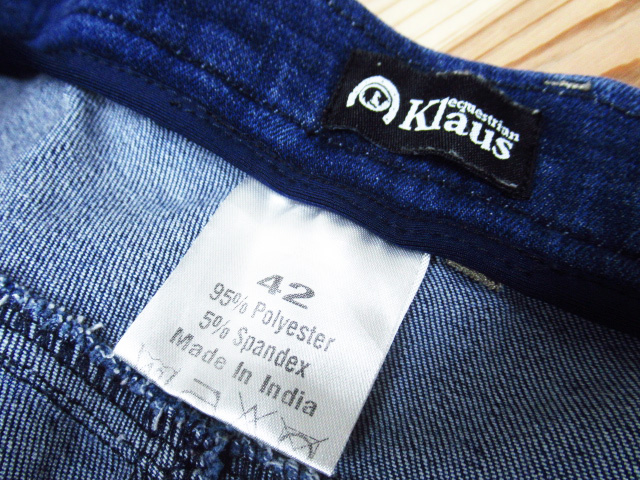 equestrian
Klaus
42
95% Polyester
5% Spandex
Made In India